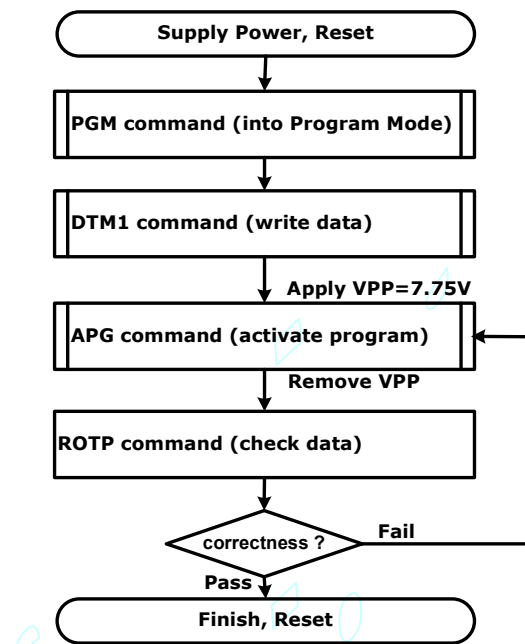 Supply Power, Reset
PGM command (into Program Mode)
DTM1 command (write data)
Apply VPP=7.75V
APG command (activate program)
Remove VPP
ROTP command (check data)
correctness ?
Fail
Pass
Finish, Reset